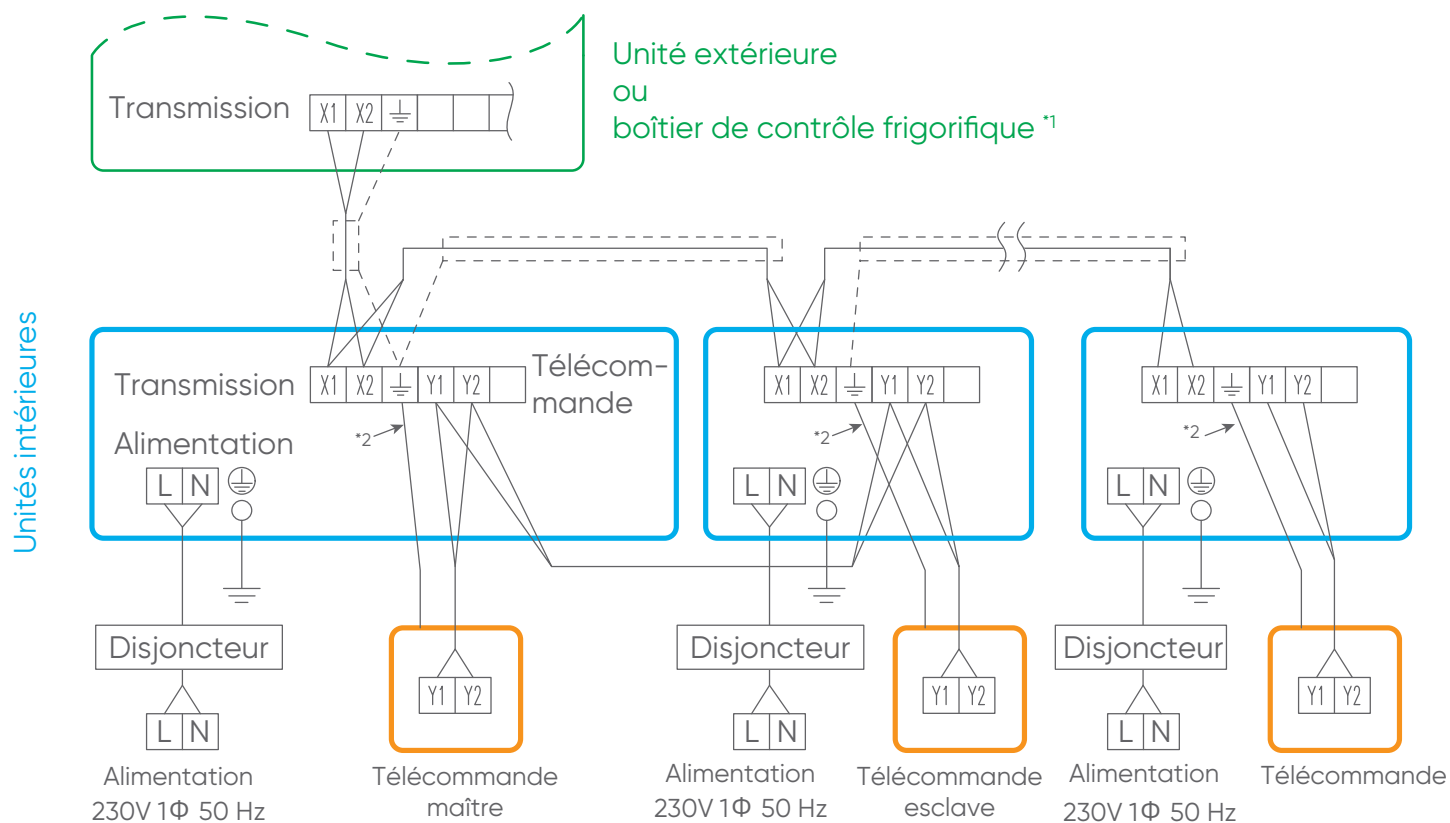 Unité extérieure
ou
boîtier de contrôle frigorifique *1
Transmission
X1 X2
Unités intérieures
Transmission
X1 X2 Y1 Y2
Télécom-
mande
Alimentation
*2
L N
X1 X2 Y1 Y2
*2
L N
X1 X2 Y1 Y2
*2
L N
Disjoncteur
Disjoncteur
Disjoncteur
Y1 Y2
Y1 Y2
Y1 Y2
L N
L N
L N
Alimentation
230V 1Φ 50 Hz
Télécommande
maître
Alimentation
230V 1Φ 50 Hz
Télécommande
esclave
Alimentation
230V 1Φ 50 Hz
Télécommande